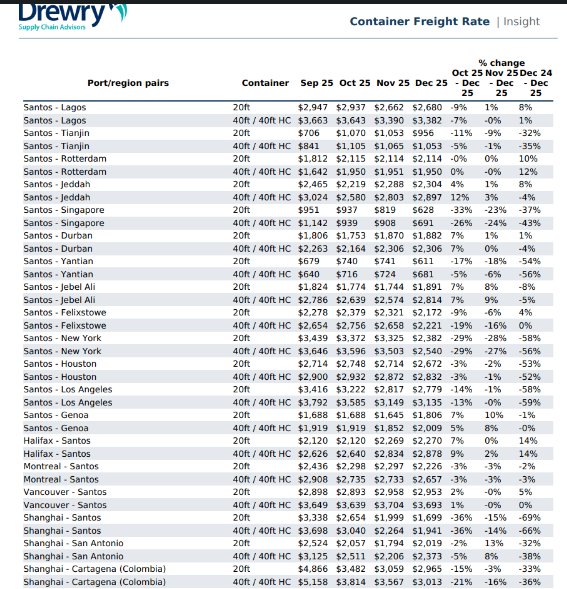 Drewry
Supply Chain Advisors
Container Freight Rate | Insight
% change
Port/region pairs Container Sep 25 Oct 25 Nov 25 Dec 25 Oct 25 - Dec 25 Nov 25 - Dec 25 Dec 24 - Dec 25
Santos - Lagos 20ft $2,947 $2,937 $2,662 $2,680 -9% 1% 8%
Santos - Lagos 40ft / 40ft HC $3,663 $3,643 $3,390 $3,382 -7% -0% 1%
Santos - Tianjin 20ft $706 $1,070 $1,053 $956 -11% -9% -32%
Santos - Tianjin 40ft / 40ft HC $841 $1,105 $1,065 $1,053 -5% -1% -35%
Santos - Rotterdam 20ft $1,812 $2,115 $2,114 $2,114 -0% 0% 10%
Santos - Rotterdam 40ft / 40ft HC $1,642 $1,950 $1,951 $1,950 0% -0% 12%
Santos - Jeddah 20ft $2,465 $2,219 $2,288 $2,304 4% 1% 8%
Santos - Jeddah 40ft / 40ft HC $3,024 $2,580 $2,803 $2,897 12% 3% -4%
Santos - Singapore 20ft $951 $937 $819 $628 -33% -23% -37%
Santos - Singapore 40ft / 40ft HC $1,142 $939 $908 $691 -26% -24% -43%
Santos - Durban 20ft $1,806 $1,753 $1,870 $1,882 7% 1% 1%
Santos - Durban 40ft / 40ft HC $2,263 $2,164 $2,306 $2,306 7% 0% -4%
Santos - Yantian 20ft $679 $740 $741 $611 -17% -18% -54%
Santos - Yantian 40ft / 40ft HC $640 $716 $724 $681 -5% -6% -56%
Santos - Jebel Ali 20ft $1,824 $1,774 $1,744 $1,891 7% 8% -8%
Santos - Jebel Ali 40ft / 40ft HC $2,786 $2,639 $2,574 $2,814 7% 9% -5%
Santos - Felixstowe 20ft $2,278 $2,379 $2,321 $2,172 -9% -6% 4%
Santos - Felixstowe 40ft / 40ft HC $2,654 $2,756 $2,658 $2,221 -19% -16% 0%
Santos - New York 20ft $3,439 $3,372 $3,325 $2,382 -29% -28% -58%
Santos - New York 40ft / 40ft HC $3,646 $3,596 $3,503 $2,540 -29% -27% -56%
Santos - Houston 20ft $2,714 $2,748 $2,714 $2,672 -3% -2% -53%
Santos - Houston 40ft / 40ft HC $2,900 $2,932 $2,872 $2,832 -3% -1% -52%
Santos - Los Angeles 20ft $3,416 $3,222 $2,817 $2,779 -14% -1% -58%
Santos - Los Angeles 40ft / 40ft HC $3,792 $3,585 $3,149 $3,135 -13% -0% -59%
Santos - Genoa 20ft $1,688 $1,688 $1,645 $1,806 7% 10% -1%
Santos - Genoa 40ft / 40ft HC $1,919 $1,919 $1,852 $2,009 5% 8% -0%
Halifax - Santos 20ft $2,120 $2,120 $2,269 $2,270 7% 0% 14%
Halifax - Santos 40ft / 40ft HC $2,626 $2,640 $2,834 $2,878 9% 2% 14%
Montreal - Santos 20ft $2,436 $2,298 $2,297 $2,226 -3% -3% -2%
Montreal - Santos 40ft / 40ft HC $2,908 $2,735 $2,733 $2,657 -3% -3% -3%
Vancouver - Santos 20ft $2,898 $2,893 $2,958 $2,953 2% -0% 5%
Vancouver - Santos 40ft / 40ft HC $3,649 $3,639 $3,704 $3,693 1% -0% 0%
Shanghai - Santos 20ft $3,338 $2,654 $1,999 $1,699 -36% -15% -69%
Shanghai - Santos 40ft / 40ft HC $3,698 $3,040 $2,264 $1,941 -36% -14% -66%
Shanghai - San Antonio 20ft $2,524 $2,057 $1,794 $2,019 -2% 13% -32%
Shanghai - San Antonio 40ft / 40ft HC $3,125 $2,511 $2,206 $2,373 -5% 8% -38%
Shanghai - Cartagena (Colombia) 20ft $4,866 $3,482 $3,059 $2,965 -15% -3% -33%
Shanghai - Cartagena (Colombia) 40ft / 40ft HC $5,158 $3,814 $3,567 $3,013 -21% -16% -36%